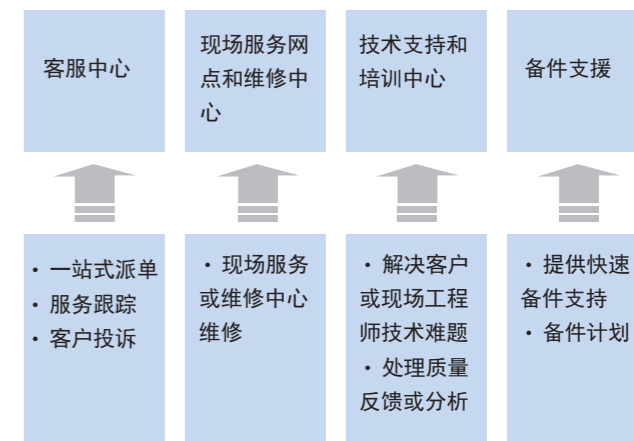 客服中心
现场服务网
点和维修中
心
技术支持和
培训中心
备件支援
· 一站式派单
· 服务跟踪
· 客户投诉
· 现场服务
或维修中心
维修
· 解决客户
或现场工程
师技术难题
· 处理质量
反馈或分析
· 提供快速
备件支持
· 备件计划